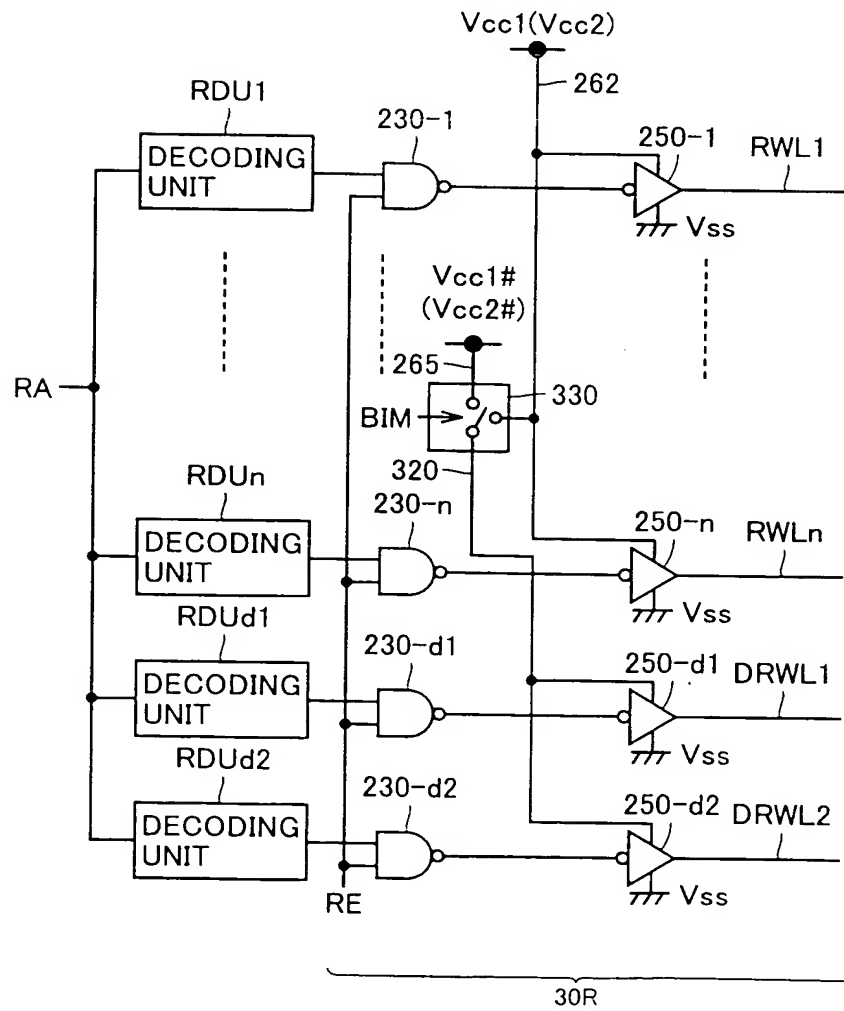 Vcc1(Vcc2)
262
RDU1
230-1
250-1
RWL1
DECODING
UNIT
Vss
Vcc1#
(Vcc2#)
265
330
RA
BIM
320
RDUn
230-n
250-n
RWLn
DECODING
UNIT
Vss
RDUd1
230-d1
250-d1
DRWL1
DECODING
UNIT
Vss
RDUd2
230-d2
250-d2
DRWL2
DECODING
UNIT
Vss
RE
30R